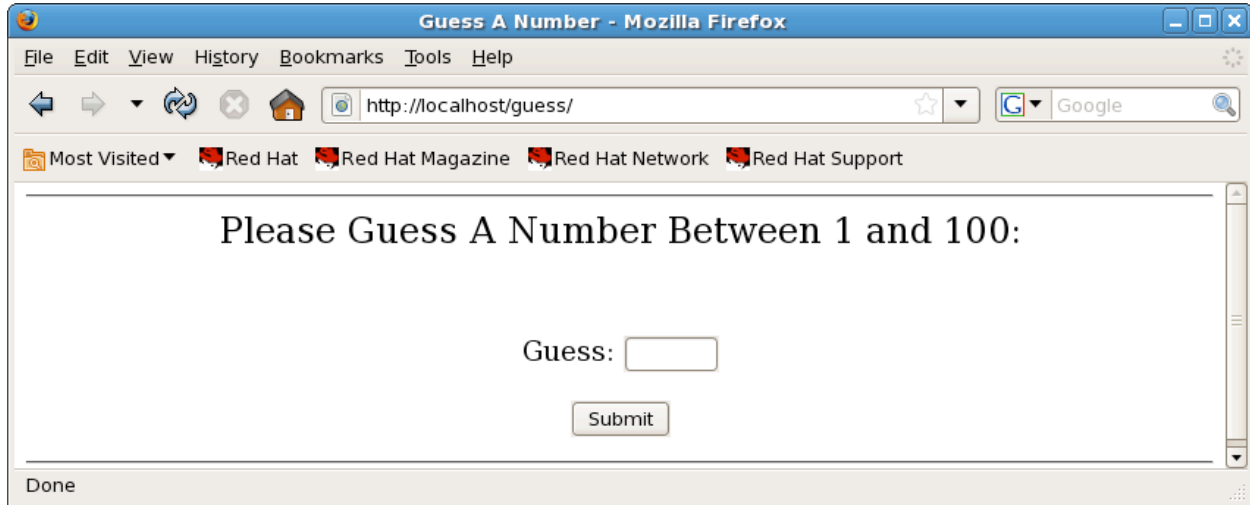 Guess A Number - Mozilla Firefox
File Edit View History Bookmarks Tools Help
http://localhost/guess/ G Google
Most Visited Red Hat Red Hat Magazine Red Hat Network Red Hat Support
Please Guess A Number Between 1 and 100:
Guess:
Submit
Done